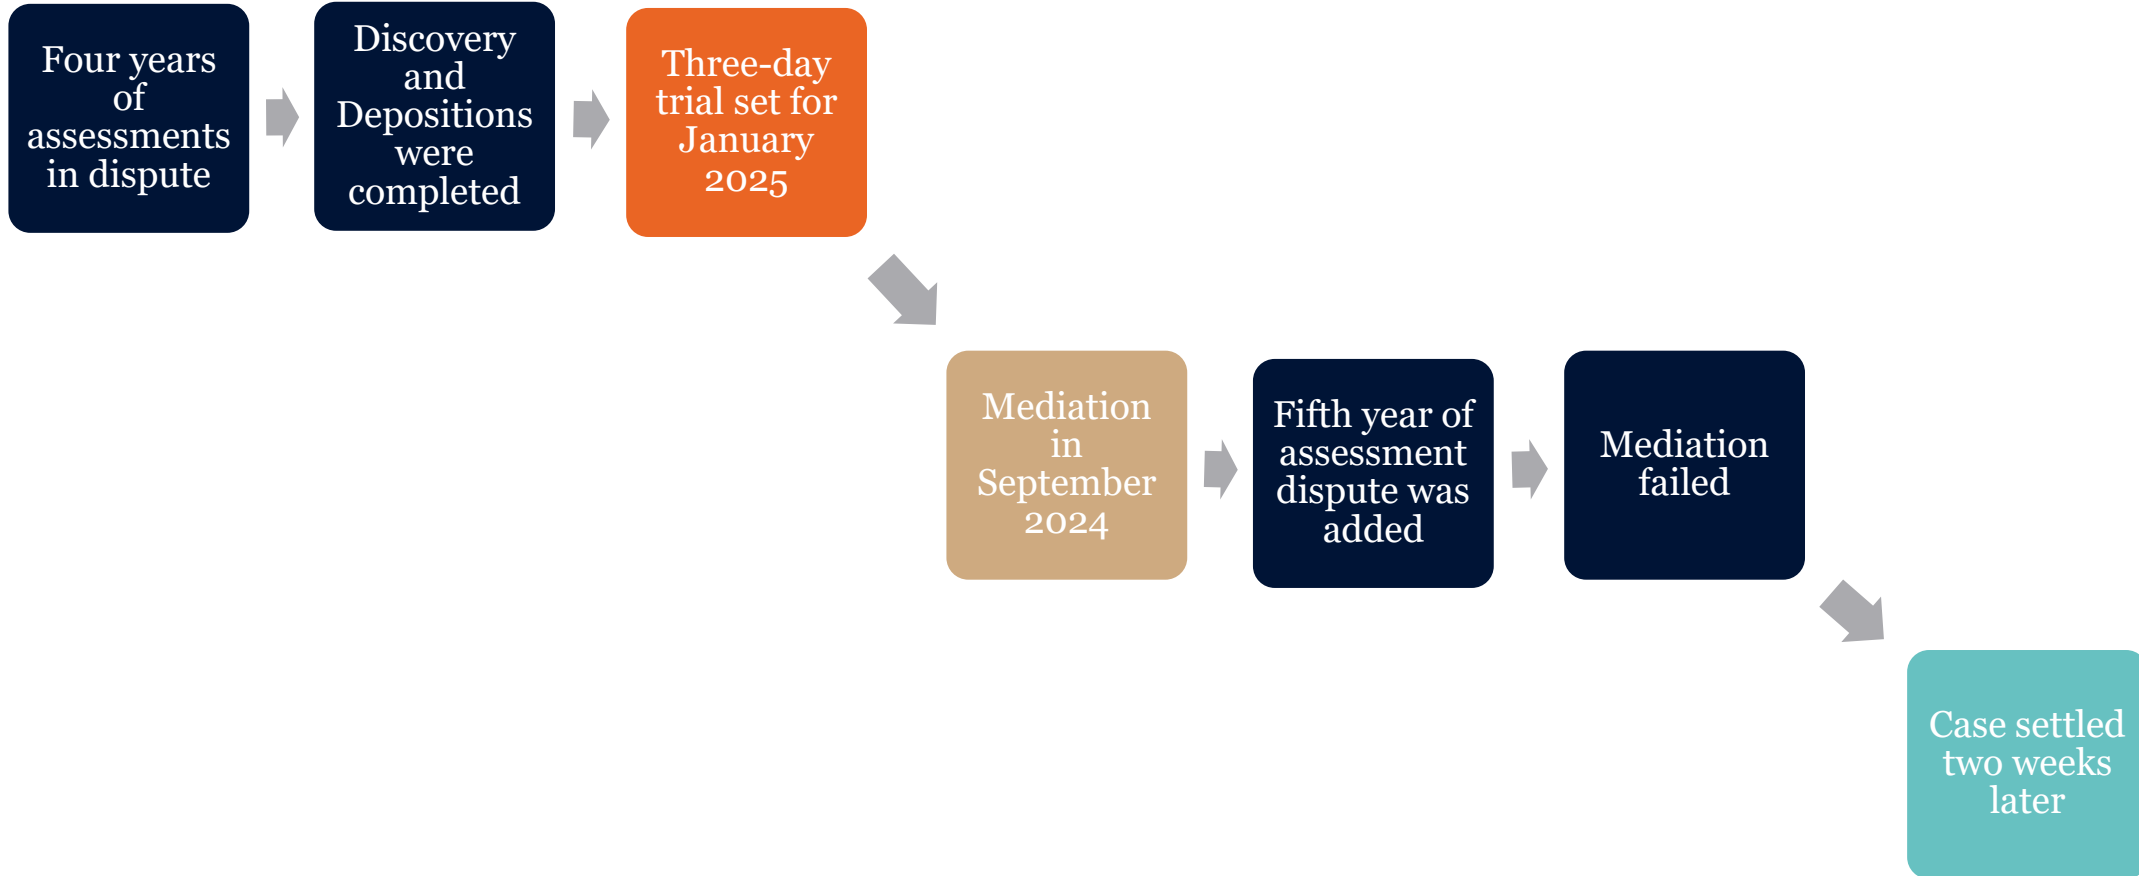 Four years
of
assessments
in dispute
Discovery
and
Depositions
were
completed
Three-day
trial set for
January
2025
Mediation
in
September
2024
Fifth year of
assessment
dispute was
added
Mediation
failed
Case settled
two weeks
later